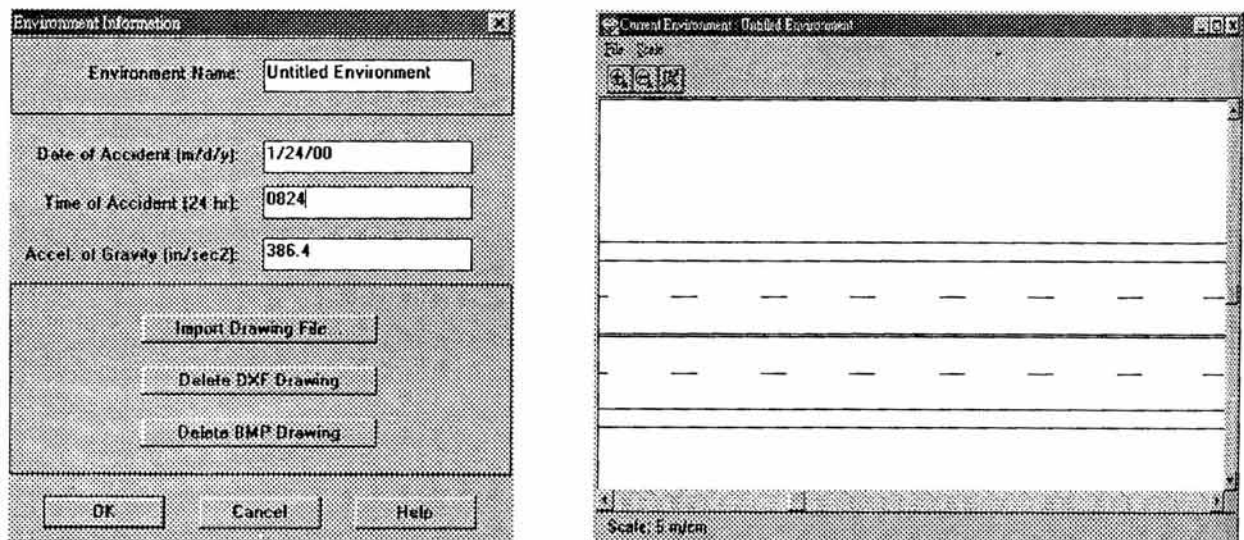 Environment Information
Environment Name: Untitled Environment
Date of Accident (m/d/y): 1/24/00
Time of Accident (24 hr): 0824
Accel. of Gravity (in/sec2): 386.4
Import Drawing File...
Delete DXF Drawing
Delete BMP Drawing
OK Cancel Help
Current Environment : Untitled Environment
File Scale
Scale: 5 m/cm